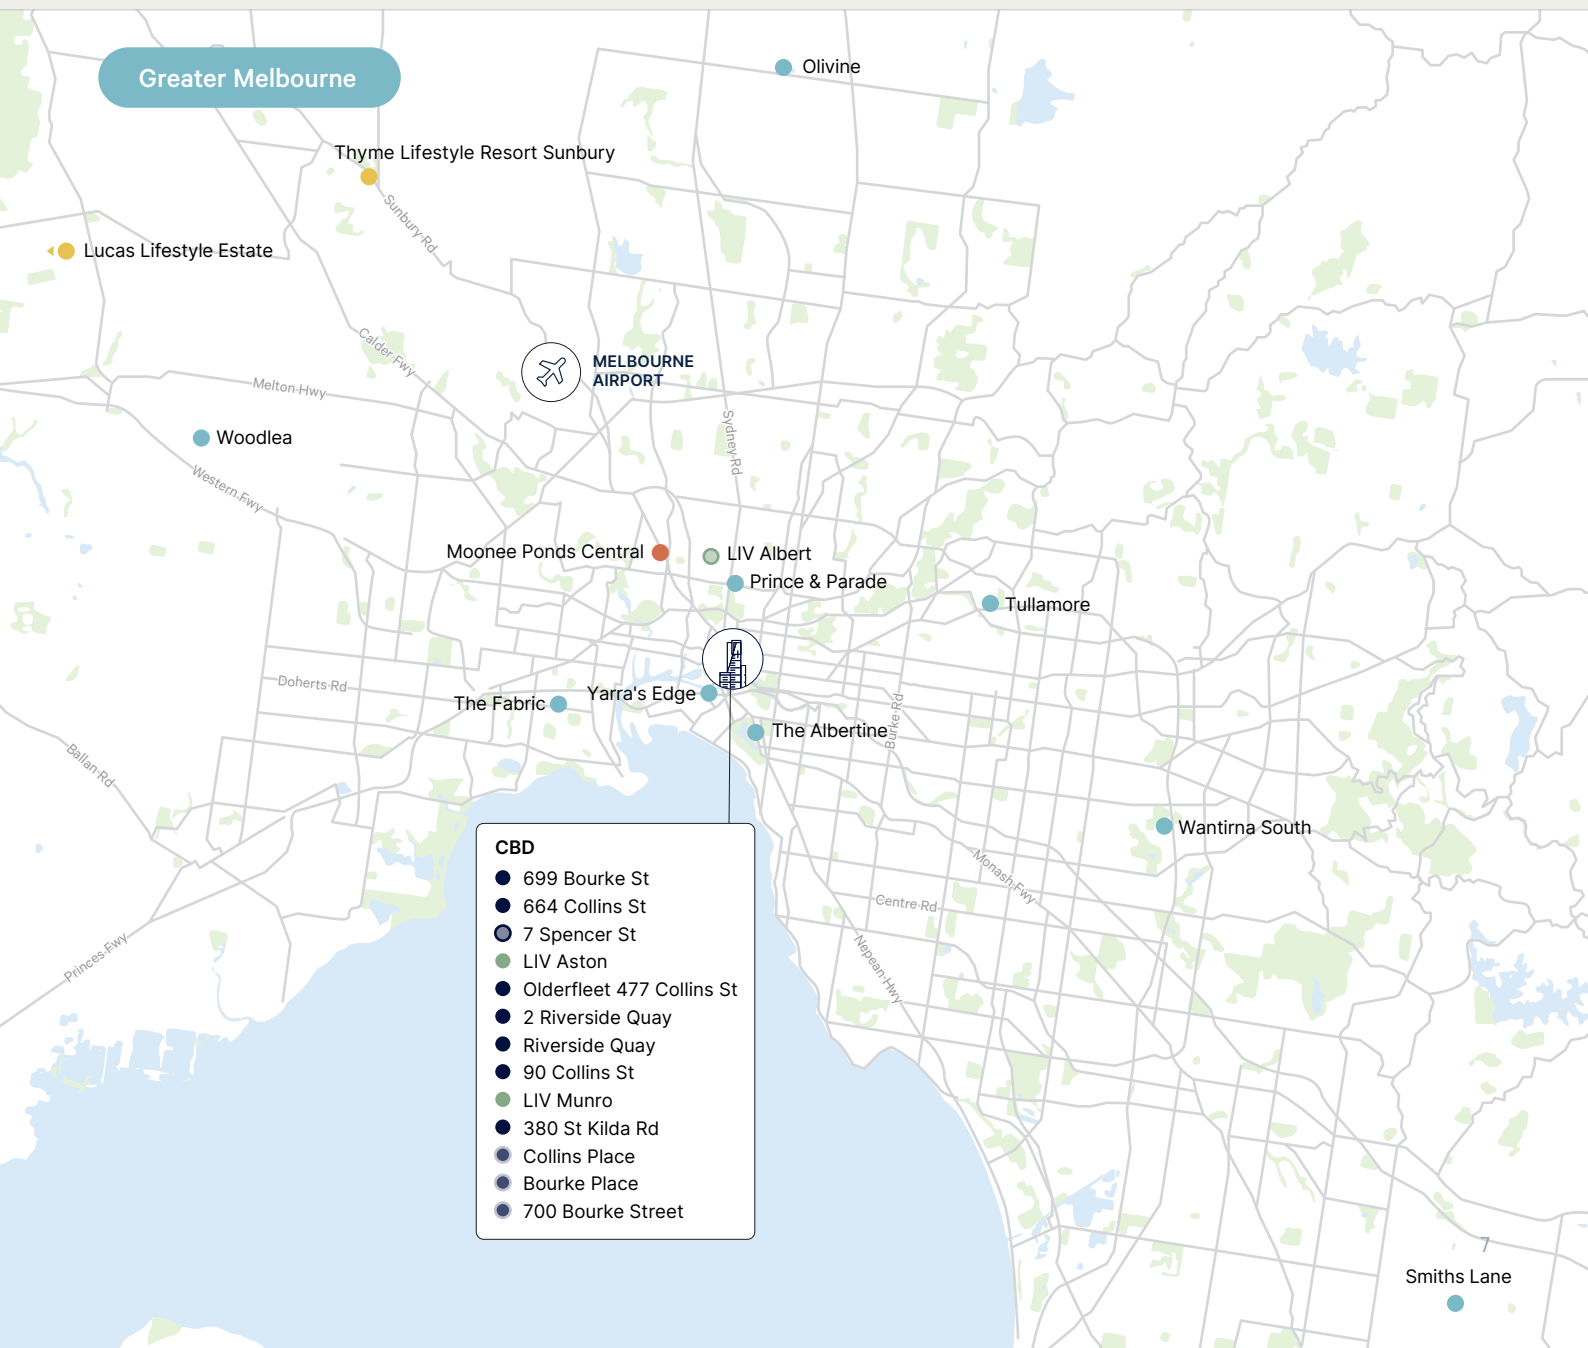 Greater Melbourne
Olivine
Thyme Lifestyle Resort Sunbury
Sunbury Rd
Lucas Lifestyle Estate
Calder Fwy
MELBOURNE
AIRPORT
Melton Hwy
Sydney Rd
Woodlea
Western Fwy
Moonee Ponds Central
LIV Albert
Prince & Parade
Tullamore
Doherts Rd
The Fabric
Yarra's Edge
Burke Rd
The Albertine
Ballan Rd
Wantirna South
CBD
699 Bourke St
664 Collins St
7 Spencer St
LIV Aston
Olderfleet 477 Collins St
2 Riverside Quay
Riverside Quay
90 Collins St
LIV Munro
380 St Kilda Rd
Collins Place
Bourke Place
700 Bourke Street
Monash Fwy
Centre Rd
Nepean Hwy
Princes Fwy
7
Smiths Lane